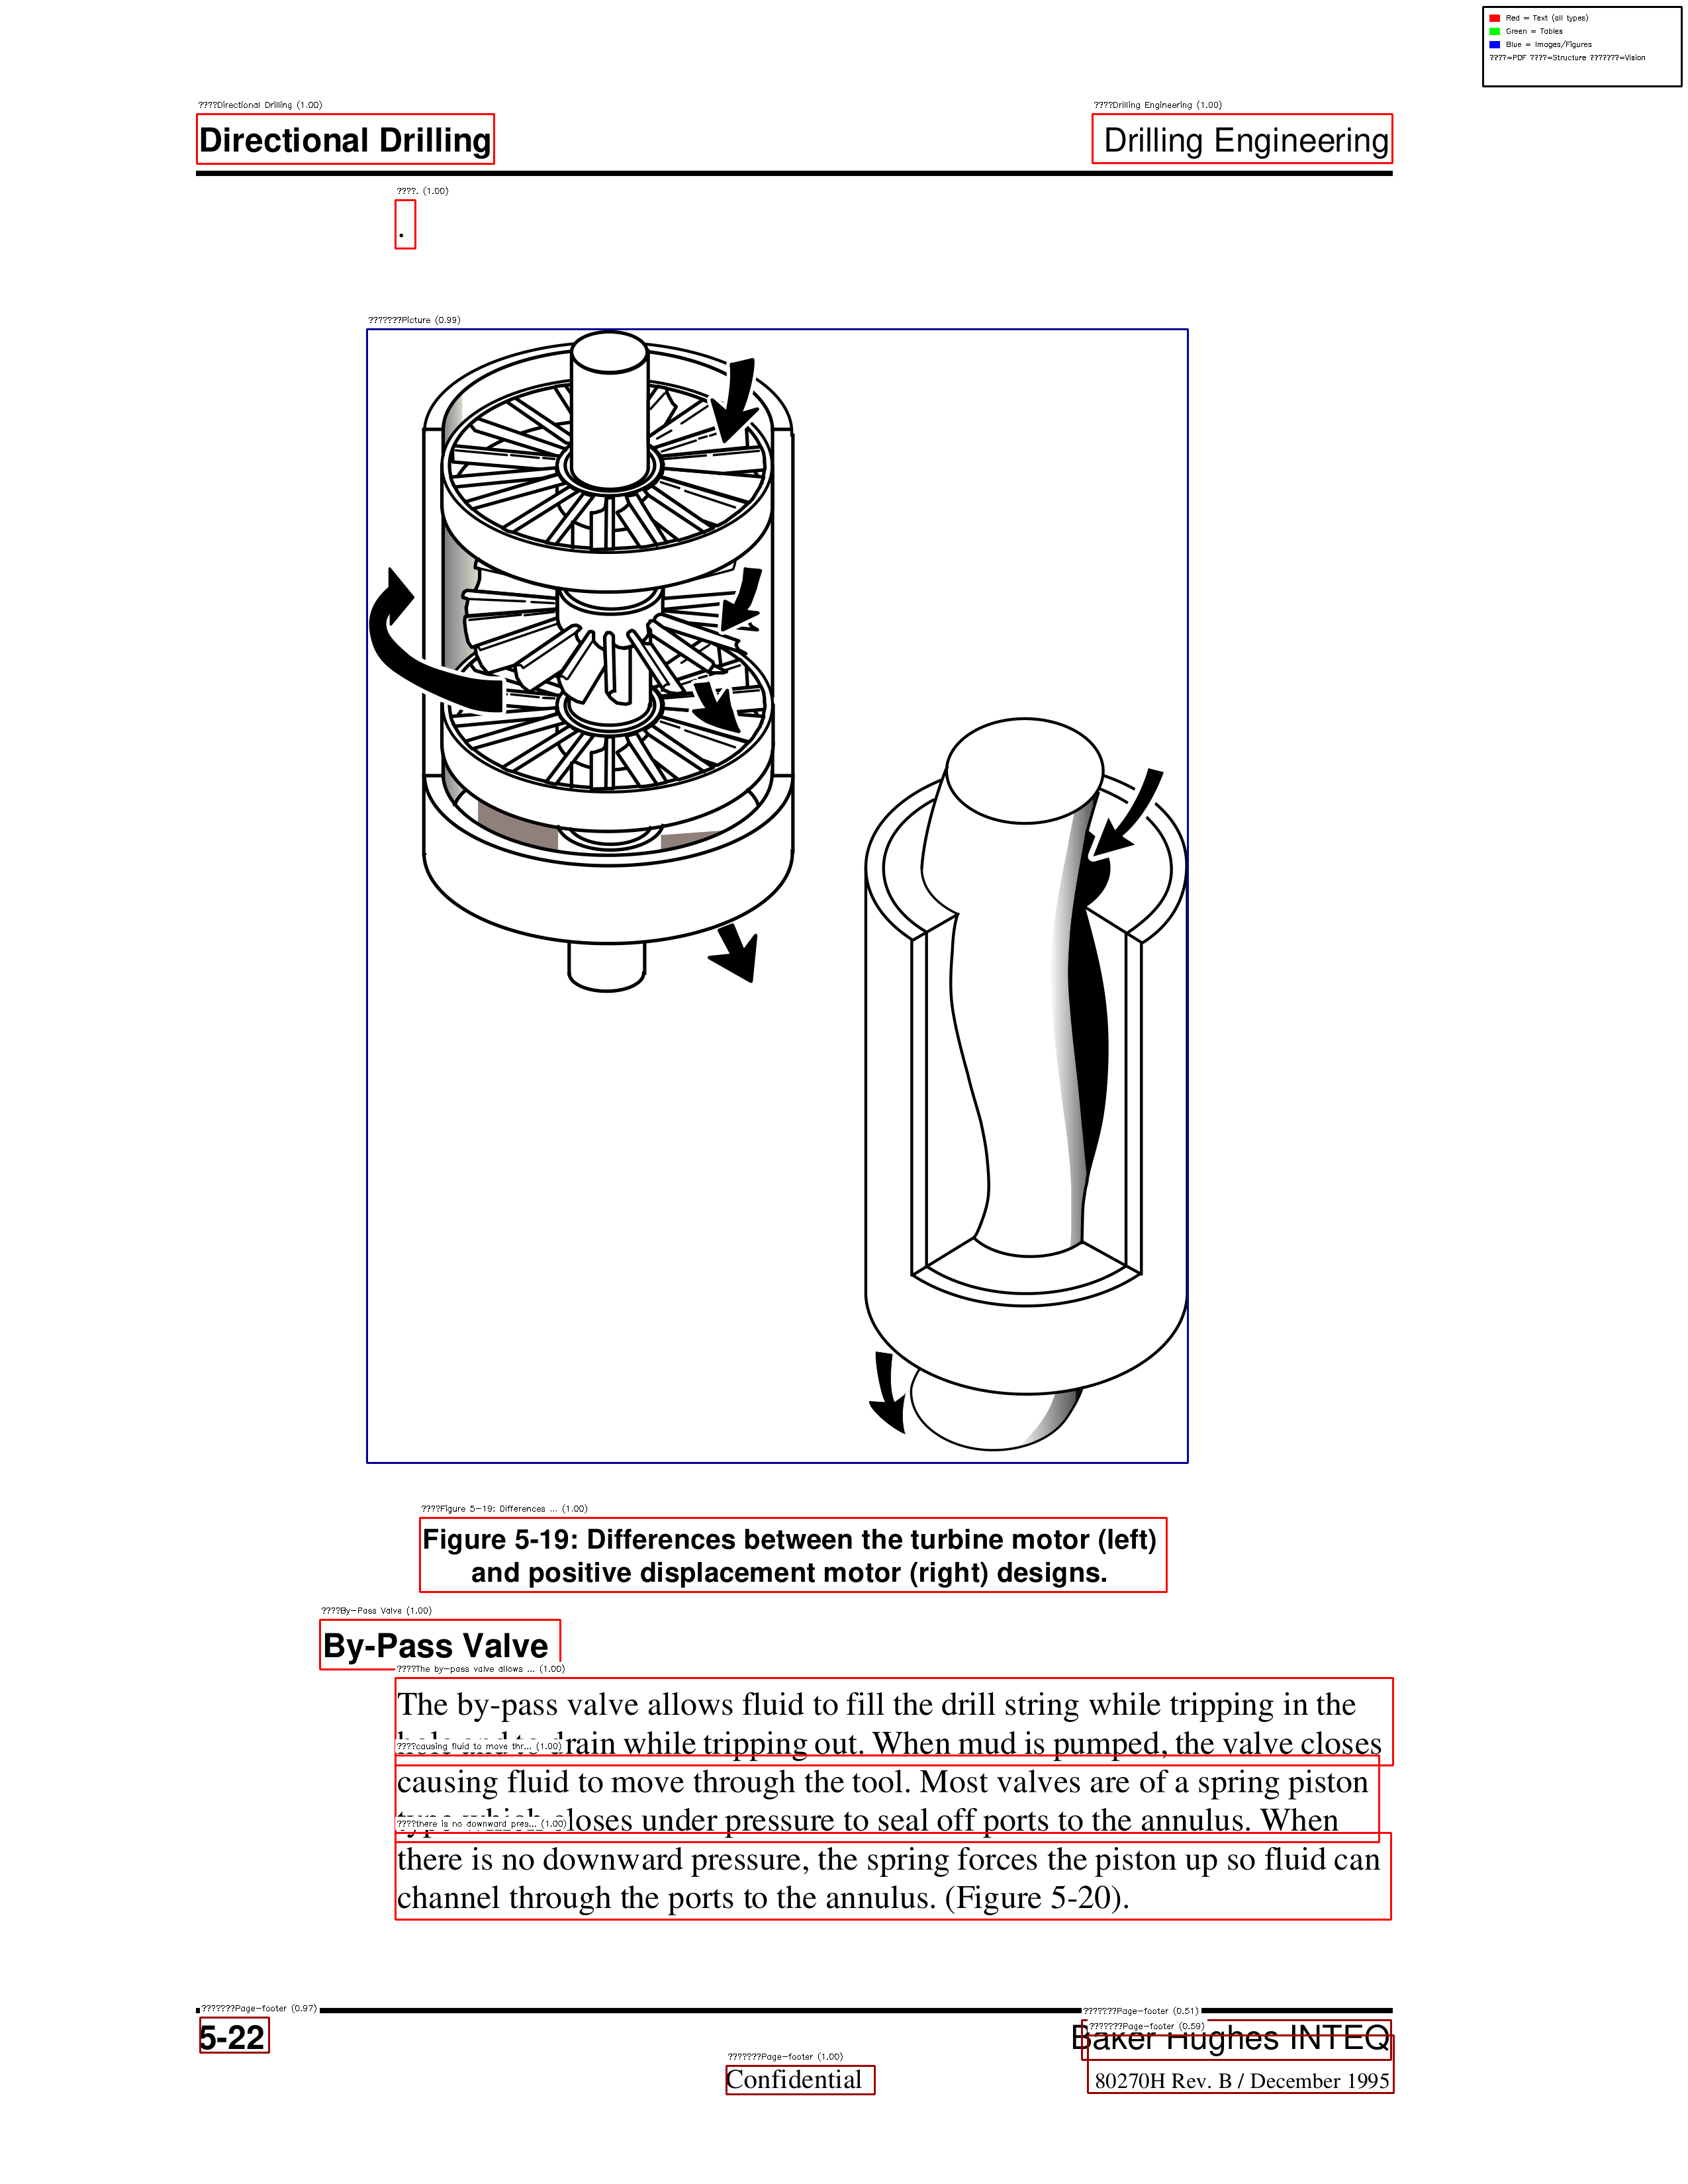 Red = Text (all types)
Green = Tables
Blue = Images/Figures
????=PDF ????=Structure ???????=Vision
????Directional Drilling (1.00)
????Drilling Engineering (1.00)
Directional Drilling
Drilling Engineering
????. (1.00)
.
???????Picture (0.99)
????Figure 5-19: Differences ... (1.00)
Figure 5-19: Differences between the turbine motor (left)
and positive displacement motor (right) designs.
????By-Pass Valve (1.00)
By-Pass Valve
????The by-pass valve allows ... (1.00)
The by-pass valve allows fluid to fill the drill string while tripping in the
hole and to drain while tripping out. When mud is pumped, the valve closes
????causing fluid to move thr... (1.00)
causing fluid to move through the tool. Most valves are of a spring piston
type which closes under pressure to seal off ports to the annulus. When
????there is no downward pres... (1.00)
there is no downward pressure, the spring forces the piston up so fluid can
channel through the ports to the annulus. (Figure 5-20).
???????Page-footer (0.97)
???????Page-footer (0.51)
5-22
???????Page-footer (0.59)
Baker Hughes INTEQ
???????Page-footer (1.00)
Confidential
80270H Rev. B / December 1995